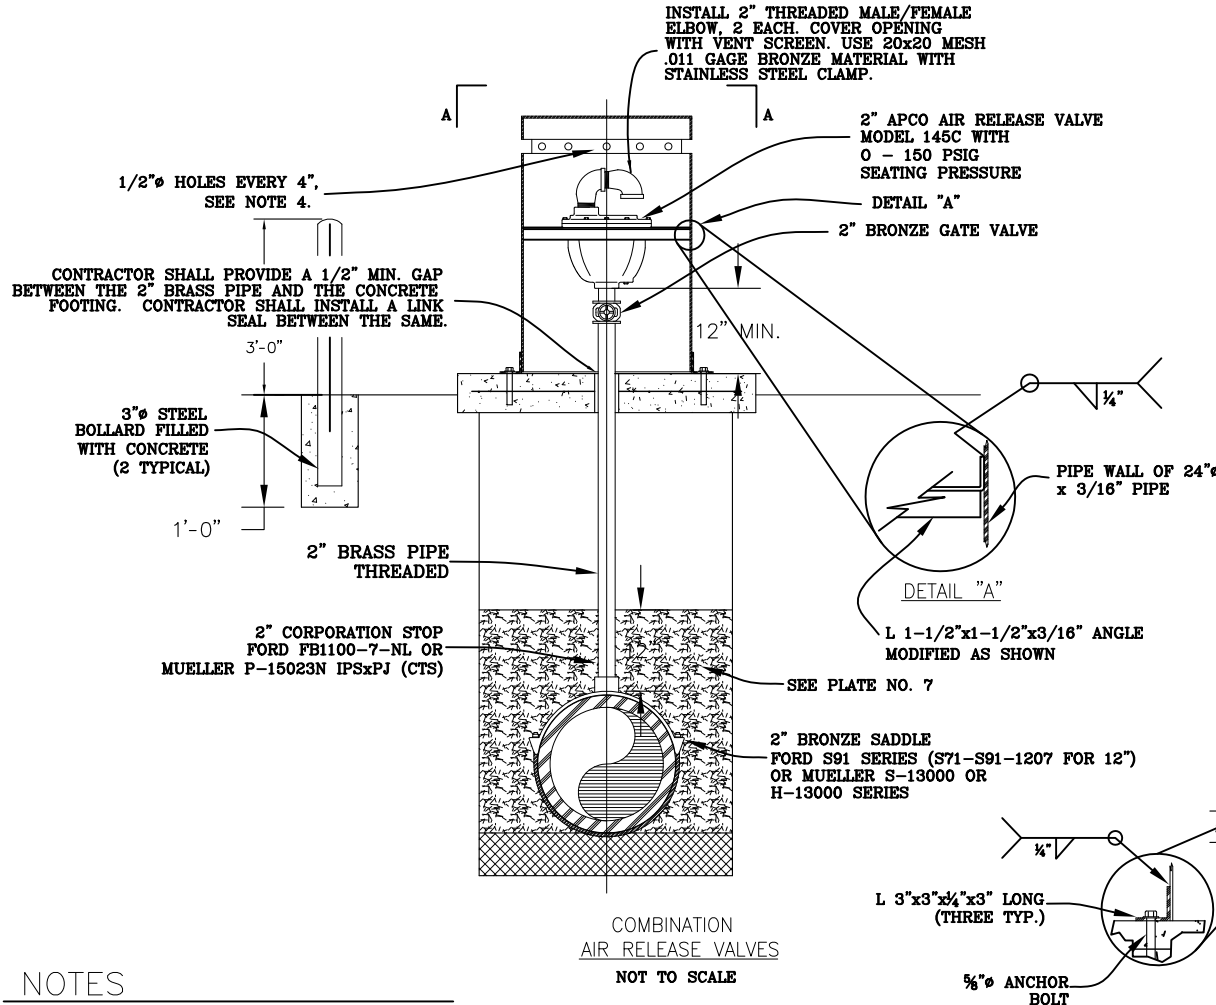 INSTALL 2" THREADED MALE/FEMALE
ELBOW, 2 EACH. COVER OPENING
WITH VENT SCREEN. USE 20x20 MESH
.011 GAGE BRONZE MATERIAL WITH
STAINLESS STEEL CLAMP.
A
A
2" APCO AIR RELEASE VALVE
MODEL 145C WITH
0 - 150 PSIG
SEATING PRESSURE
1/2"ø HOLES EVERY 4",
SEE NOTE 4.
DETAIL "A"
2" BRONZE GATE VALVE
CONTRACTOR SHALL PROVIDE A 1/2" MIN. GAP
BETWEEN THE 2" BRASS PIPE AND THE CONCRETE
FOOTING. CONTRACTOR SHALL INSTALL A LINK
SEAL BETWEEN THE SAME.
12" MIN.
3'-0"
1/4"
3"ø STEEL
BOLLARD FILLED
WITH CONCRETE
(2 TYPICAL)
PIPE WALL OF 24"ø
x 3/16" PIPE
1'-0"
2" BRASS PIPE
THREADED
DETAIL "A"
2" CORPORATION STOP
FORD FB1100-7-NL OR
MUELLER P-15023N IPSxPJ (CTS)
12"
L 1-1/2"x1-1/2"x3/16" ANGLE
MODIFIED AS SHOWN
SEE PLATE NO. 7
2" BRONZE SADDLE
FORD S91 SERIES (S71-S91-1207 FOR 12")
OR MUELLER S-13000 OR
H-13000 SERIES
1/4"
L 3"x3"x1/4"x3" LONG
(THREE TYP.)
COMBINATION
AIR RELEASE VALVES
NOT TO SCALE
5/8"ø ANCHOR
BOLT
NOTES